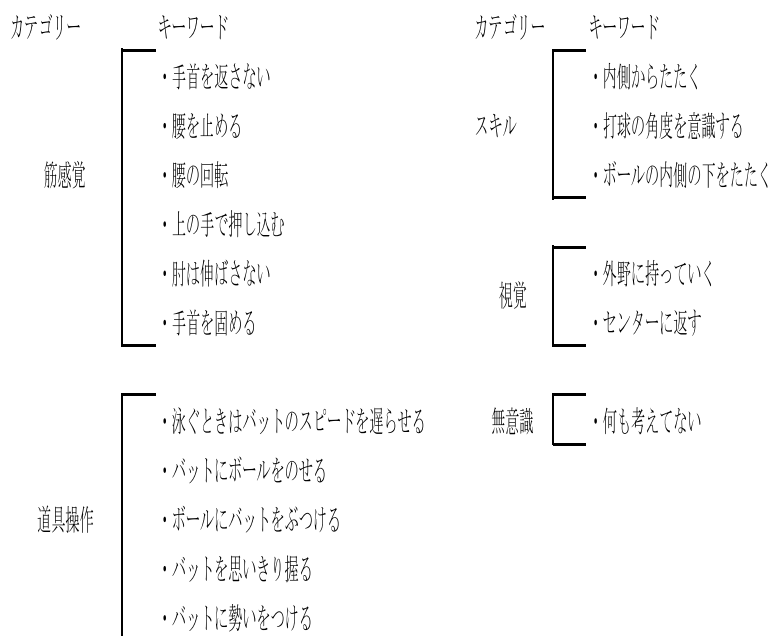 カテゴリー
キーワード
筋感覚
・手首を返さない
・腰を止める
・腰の回転
・上の手で押し込む
・肘は伸ばさない
・手首を固める
道具操作
・泳ぐときはバットのスピードを遅らせる
・バットにボールをのせる
・ボールにバットをぶつける
・バットを思いきり握る
・バットに勢いをつける
カテゴリー
キーワード
スキル
・内側からたたく
・打球の角度を意識する
・ボールの内側の下をたたく
視覚
・外野に持っていく
・センターに返す
無意識
・何も考えてない